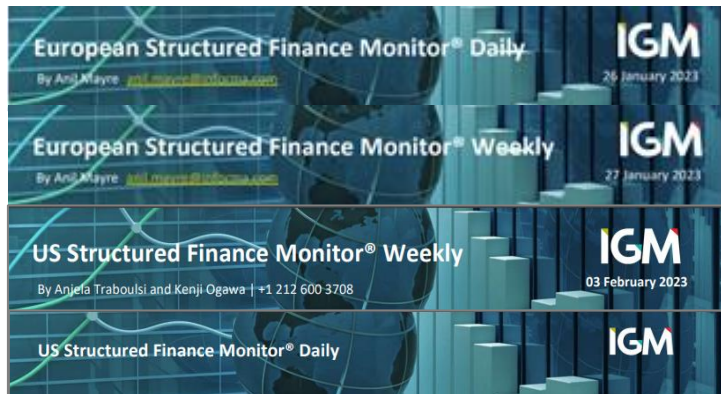 European Structured Finance Monitor® Daily
IGM
By Anil Mayre anil.mayre@informa.com
26 January 2023
European Structured Finance Monitor® Weekly
IGM
By Anil Mayre anil.mayre@informa.com
27 January 2023
US Structured Finance Monitor® Weekly
IGM
By Anjela Traboulsi and Kenji Ogawa | +1 212 600 3708
03 February 2023
US Structured Finance Monitor® Daily
IGM